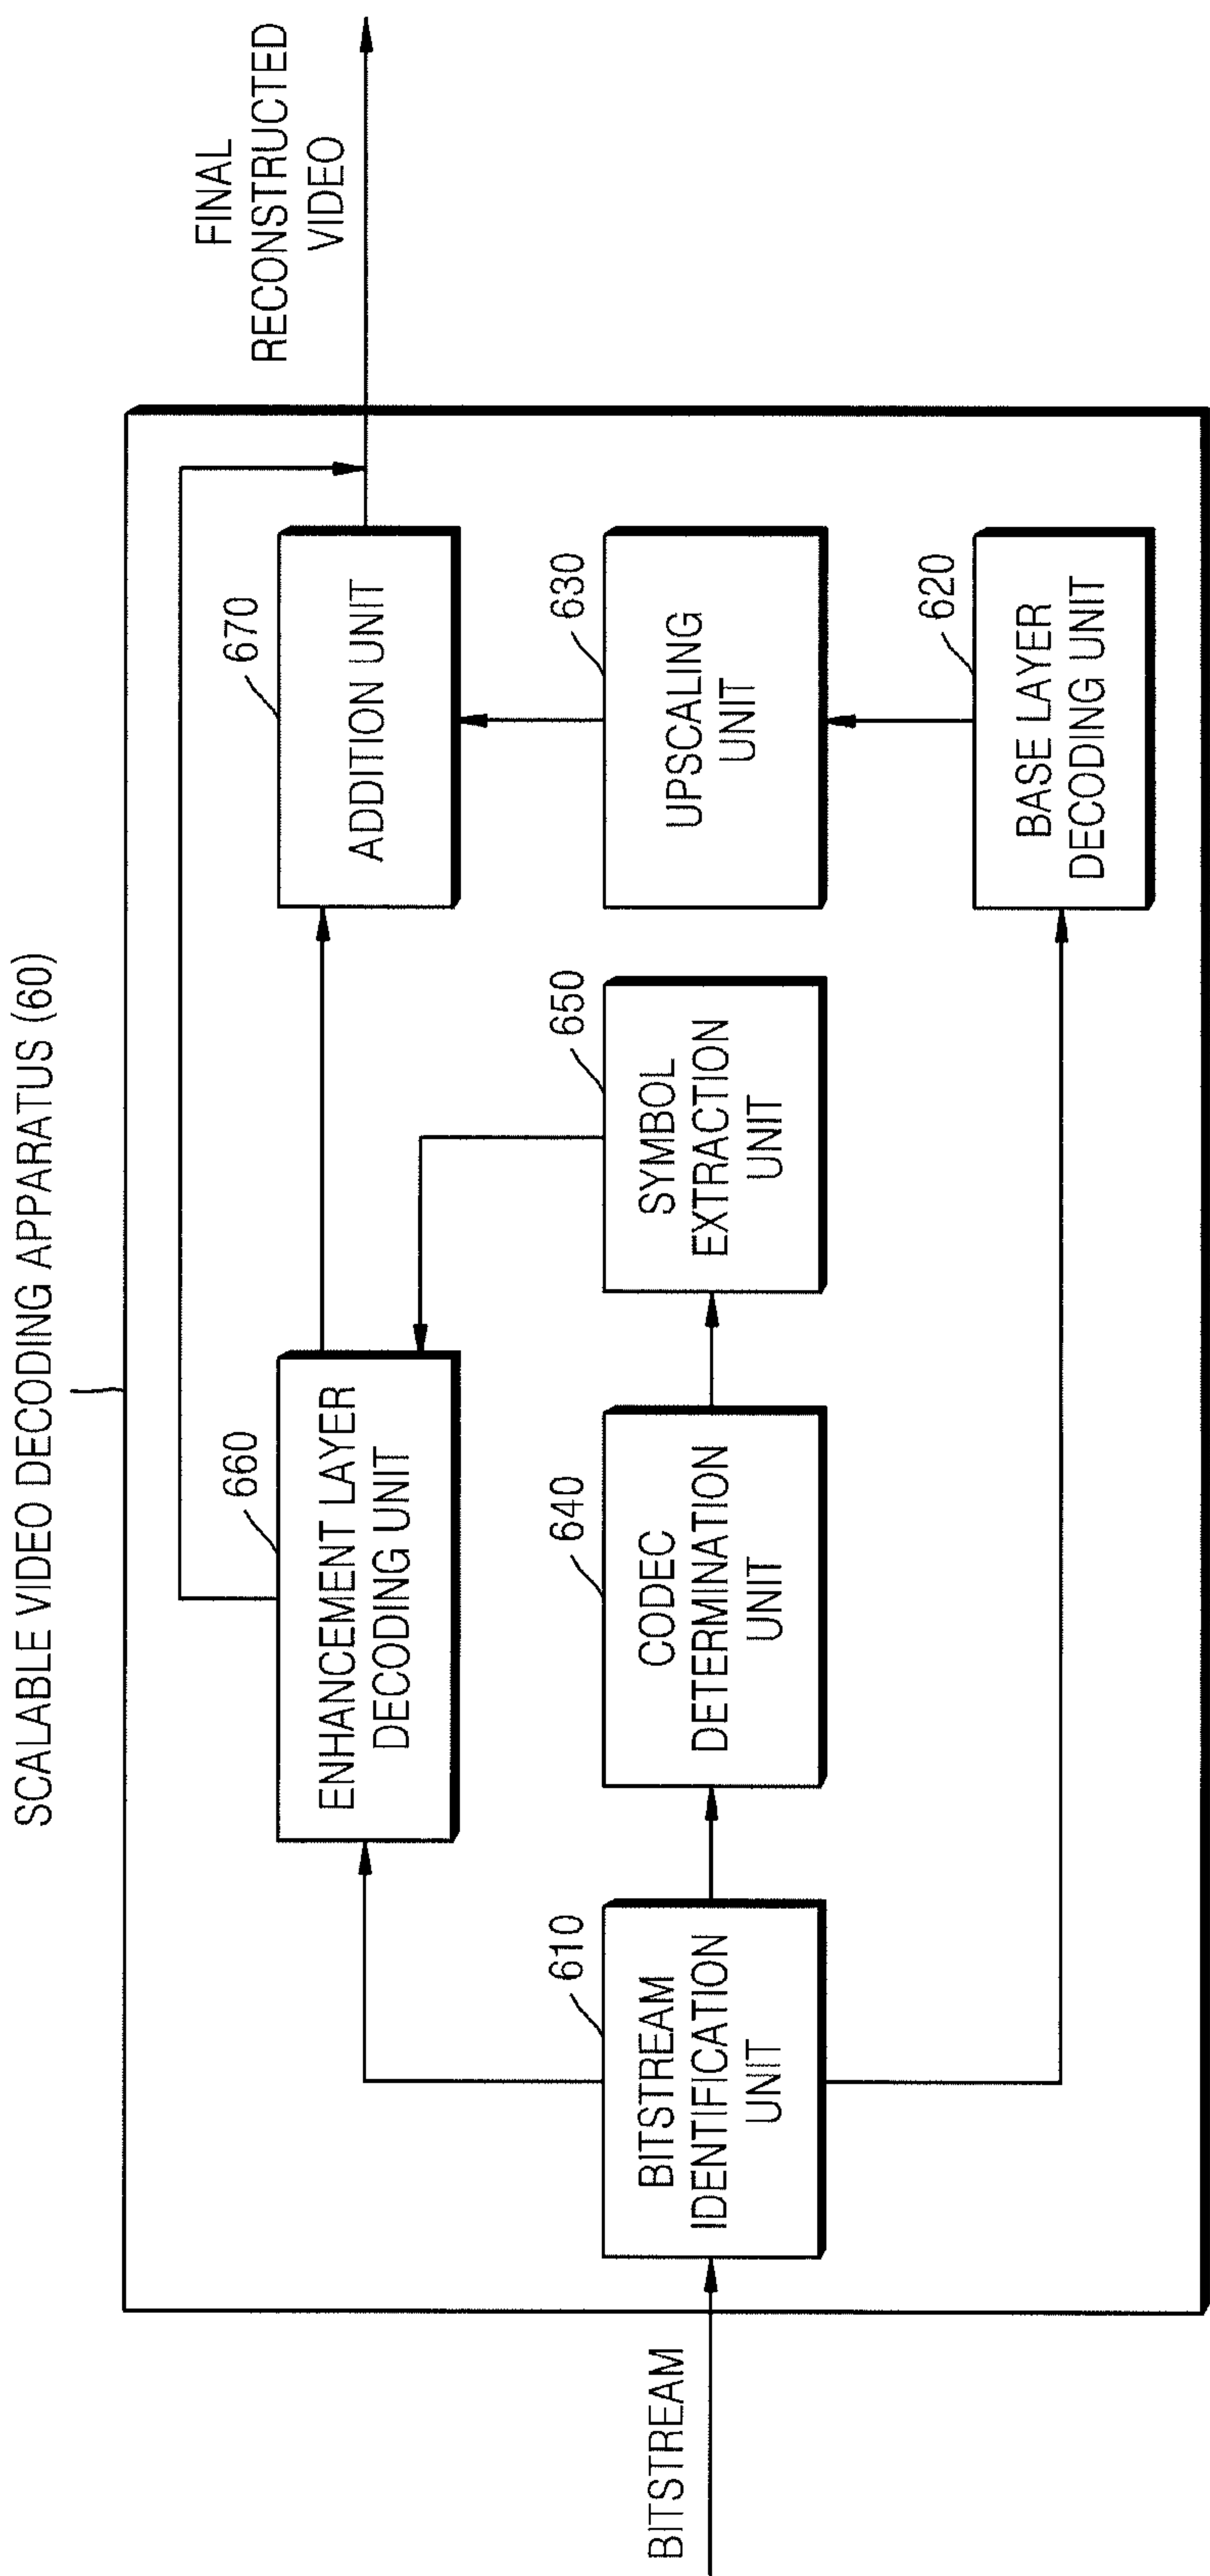 SCALABLE VIDEO DECODING APPARATUS (60)
FINAL
RECONSTRUCTED
VIDEO
660
ENHANCEMENT LAYER
DECODING UNIT
670
ADDITION UNIT
BITSTREAM
610
BITSTREAM
IDENTIFICATION
UNIT
640
CODEC
DETERMINATION
UNIT
650
SYMBOL
EXTRACTION
UNIT
630
UPSCALING
UNIT
620
BASE LAYER
DECODING UNIT